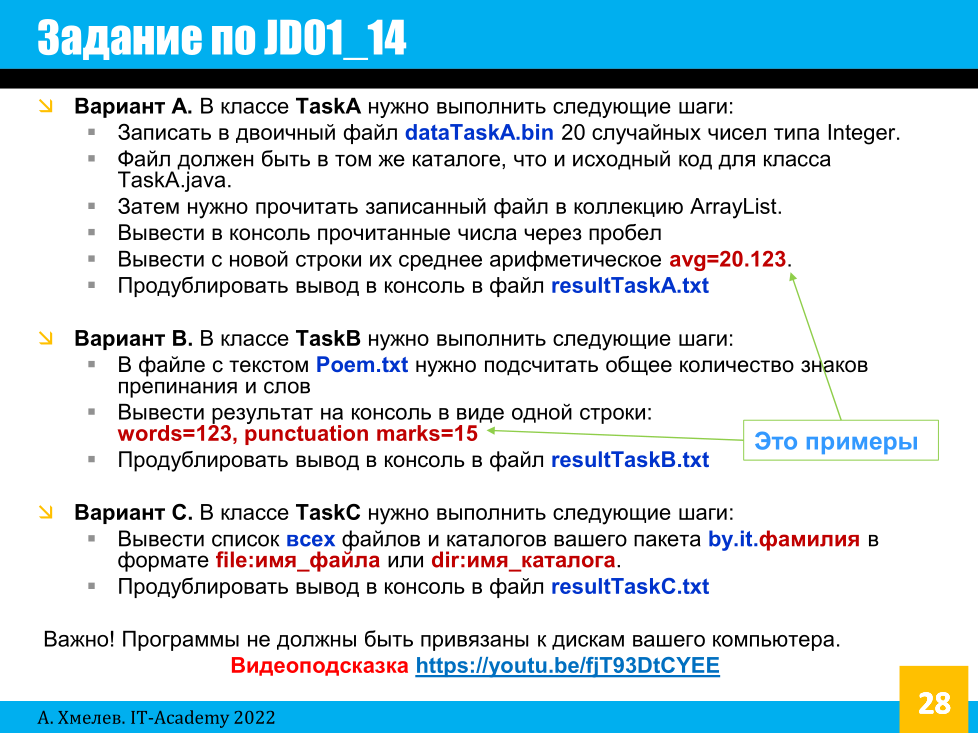 Задание по JD01_14
Вариант A. В классе TaskA нужно выполнить следующие шаги:
Записать в двоичный файл dataTaskA.bin 20 случайных чисел типа Integer.
Файл должен быть в том же каталоге, что и исходный код для класса
TaskA.java.
Затем нужно прочитать записанный файл в коллекцию ArrayList.
Вывести в консоль прочитанные числа через пробел
Вывести с новой строки их среднее арифметическое avg=20.123.
Продублировать вывод в консоль в файл resultTaskA.txt
Вариант B. В классе TaskB нужно выполнить следующие шаги:
В файле с текстом Poem.txt нужно подсчитать общее количество знаков
препинания и слов
Вывести результат на консоль в виде одной строки:
words=123, punctuation marks=15
Это примеры
Продублировать вывод в консоль в файл resultTaskB.txt
Вариант C. В классе TaskC нужно выполнить следующие шаги:
Вывести список всех файлов и каталогов вашего пакета by.it.фамилия в
формате file:имя_файла или dir:имя_каталога.
Продублировать вывод в консоль в файл resultTaskC.txt
Важно! Программы не должны быть привязаны к дискам вашего компьютера.
Видеоподсказка https://youtu.be/fjT93DtCYEE
А. Хмелев. IT-Academy 2022
28